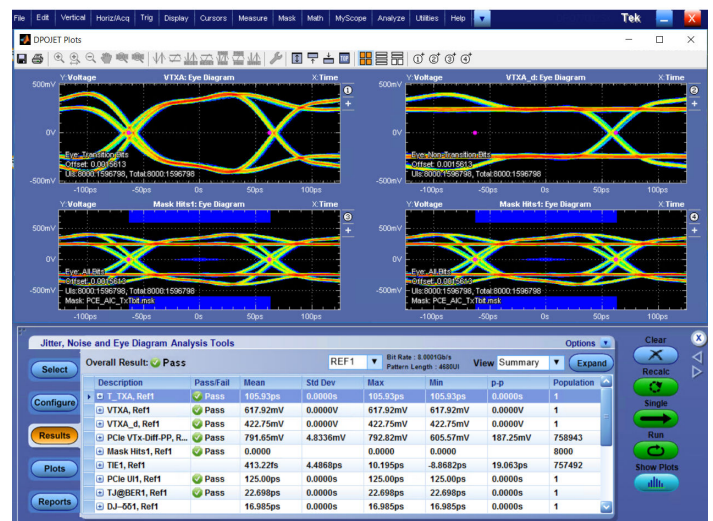 File Edit Vertical Horiz/Acq Trig Display Cursors Measure Mask Math MyScope Analyze Utilities Help Tek X
DPOJET Plots
Y:Voltage VTXA: Eye Diagram X:Time
500mV
0V
Eye: Transition Bits
Offset: 0.0015613
UIs:8000:1596798, Total:8000:1596798
-500mV
-100ps -50ps 0s 50ps 100ps
1
Y:Voltage VTXA_d: Eye Diagram X:Time
500mV
0V
Eye: Non-Transition Bits
Offset: 0.0015613
UIs:8000:1596798, Total:8000:1596798
-500mV
-100ps -50ps 0s 50ps 100ps
2
Y:Voltage Mask Hits1: Eye Diagram X:Time
500mV
0V
Eye: All Bits
Offset: 0.0015613
UIs:8000:1596798, Total:8000:1596798
-500mV
Mask: PCE_AIC_TxTbit.msk
-100ps -50ps 0s 50ps 100ps
3
Y:Voltage Mask Hits1: Eye Diagram X:Time
500mV
0V
Eye: All Bits
Offset: 0.0015613
UIs:8000:1596798, Total:8000:1596798
-500mV
Mask: PCE_AIC_TxTbit.msk
-100ps -50ps 0s 50ps 100ps
4
Jitter, Noise and Eye Diagram Analysis Tools Options
Overall Result: Pass REF1 Bit Rate : 8.0001Gb/s View Summary Expand
Pattern Length : 4680UI
Select
Configure
Results
Plots
Reports
Description Pass/Fail Mean Std Dev Max Min p-p Population
T_TXA, Ref1 Pass 105.93ps 0.0000s 105.93ps 105.93ps 0.0000s 1
VTXA, Ref1 Pass 617.92mV 0.0000V 617.92mV 617.92mV 0.0000V 1
VTXA_d, Ref1 Pass 422.75mV 0.0000V 422.75mV 422.75mV 0.0000V 1
PCIe VTx-Diff-PP, R... Pass 791.65mV 4.8336mV 792.82mV 605.57mV 187.25mV 758943
Mask Hits1, Ref1 Pass 0.0000 0.0000 0.0000 0.0000 0.0000 8000
TIE1, Ref1 413.22fs 4.4868ps 10.195ps -8.8682ps 19.063ps 757492
PCIe UI1, Ref1 Pass 125.00ps 0.0000s 125.00ps 125.00ps 0.0000s 1
TJ@BER1, Ref1 Pass 22.698ps 0.0000s 22.698ps 22.698ps 0.0000s 1
DJ–δδ1, Ref1 16.985ps 0.0000s 16.985ps 16.985ps 0.0000s 1
Clear
X
Recalc
Single
Run
Show Plots